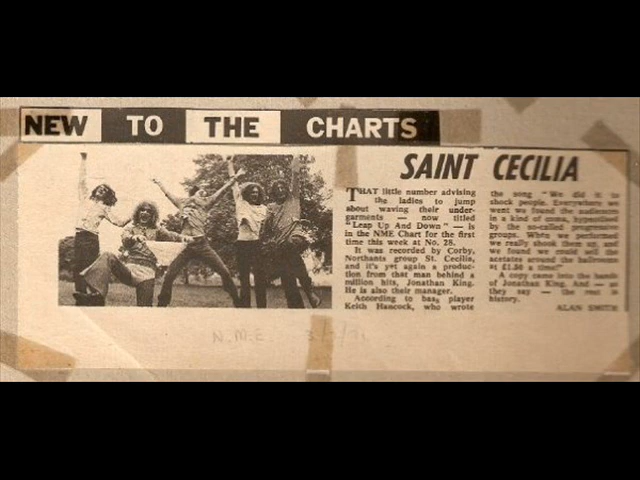 NEW TO THE CHARTS
SAINT CECILIA
THAT little number advising
the ladies to jump
about waving their under-
garments — now titled
"Leap Up And Down" — is
in the NME Chart for the first
time this week at No. 28.
It was recorded by Corby,
Northants group St. Cecilia,
and it's yet again a produc-
tion from that man behind a
million hits, Jonathan King.
He is also their manager.
According to bass player
Keith Hancock, who wrote
the song "We did it to
shock people. Everywhere we
went we found the audiences
in a kind of coma, hypnotised
by the so-called progressive
groups. When we performed
we really shook them up and
we found we could sell the
acetates around the ballrooms
at £1.50 a time!"
A copy came into the hands
of Jonathan King. And — as
they say — the rest is
history.
ALAN SMITH
N.M.E.